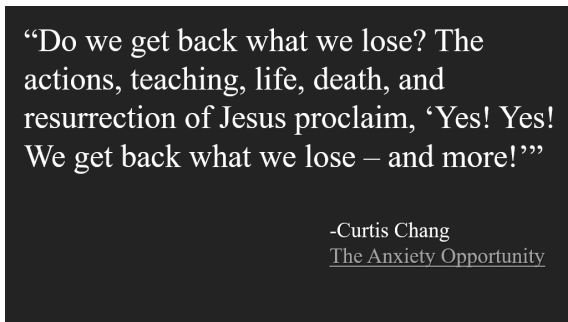 “Do we get back what we lose? The
actions, teaching, life, death, and
resurrection of Jesus proclaim, ‘Yes! Yes!
We get back what we lose – and more!’”
-Curtis Chang
The Anxiety Opportunity